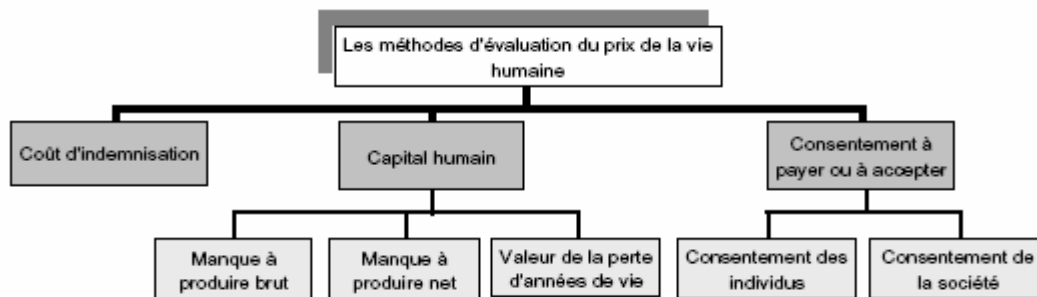 Les méthodes d'évaluation du prix de la vie
humaine
Coût d'indemnisation
Capital humain
Consentement à
payer ou à accepter
Manque à
produire brut
Manque à
produire net
Valeur de la perte
d'années de vie
Consentement des
individus
Consentement de
la société